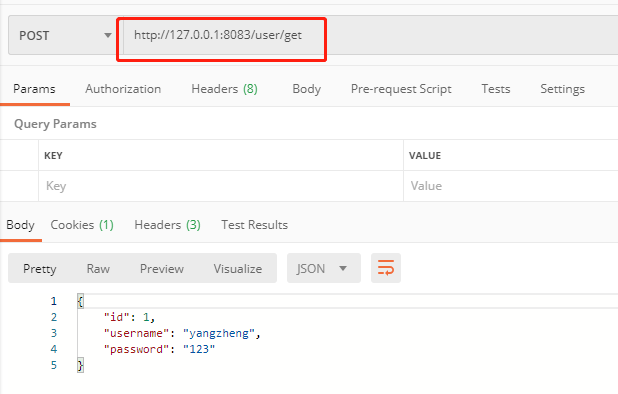 POST http://127.0.0.1:8083/user/get
Params Authorization Headers (8) Body Pre-request Script Tests Settings
Query Params
KEY VALUE
Key Value
Body Cookies (1) Headers (3) Test Results
Pretty Raw Preview Visualize JSON
1 {
2 "id": 1,
3 "username": "yangzheng",
4 "password": "123"
5 }